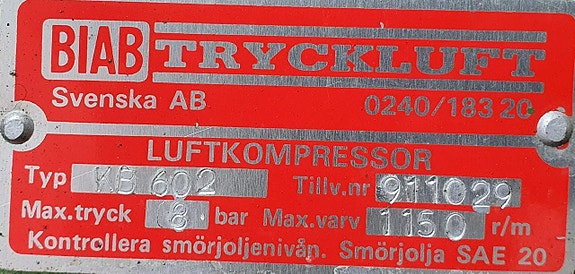 BIAB TRYCKLUFT
Svenska AB 0240/183 20
LUFTKOMPRESSOR
Typ KB 602 Tillv.nr 911029
Max.tryck 8 bar Max.varv 1150 r/m
Kontrollera smörjoljenivån. Smörjolja SAE 20